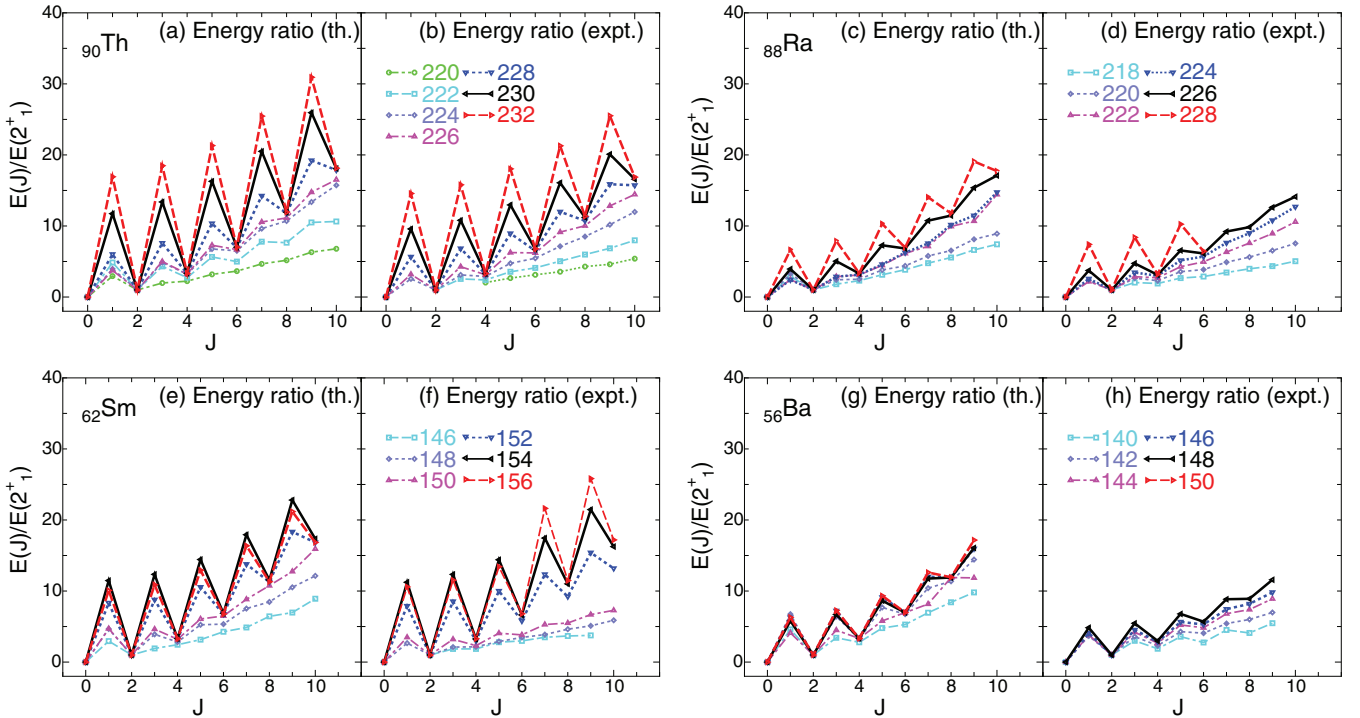 ₉₀Th (a) Energy ratio (th.)
(b) Energy ratio (expt.)
220 228
222 230
224 232
226
E(J)/E(2⁺₁)
40
30
20
10
0
0 2 4 6 8 10
0 2 4 6 8 10
J
J
₈₈Ra (c) Energy ratio (th.)
(d) Energy ratio (expt.)
218 224
220 226
222 228
E(J)/E(2⁺₁)
40
30
20
10
0
0 2 4 6 8 10
0 2 4 6 8 10
J
J
₆₂Sm (e) Energy ratio (th.)
(f) Energy ratio (expt.)
146 152
148 154
150 156
E(J)/E(2⁺₁)
40
30
20
10
0
0 2 4 6 8 10
0 2 4 6 8 10
J
J
₅₆Ba (g) Energy ratio (th.)
(h) Energy ratio (expt.)
140 146
142 148
144 150
E(J)/E(2⁺₁)
40
30
20
10
0
0 2 4 6 8 10
0 2 4 6 8 10
J
J